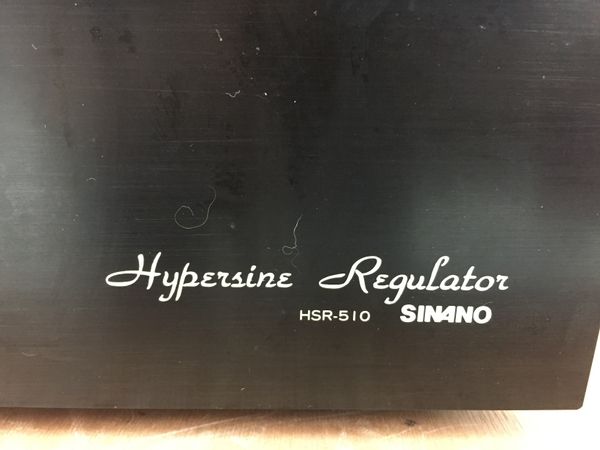 Hypersine Regulator
HSR-510 SINANO